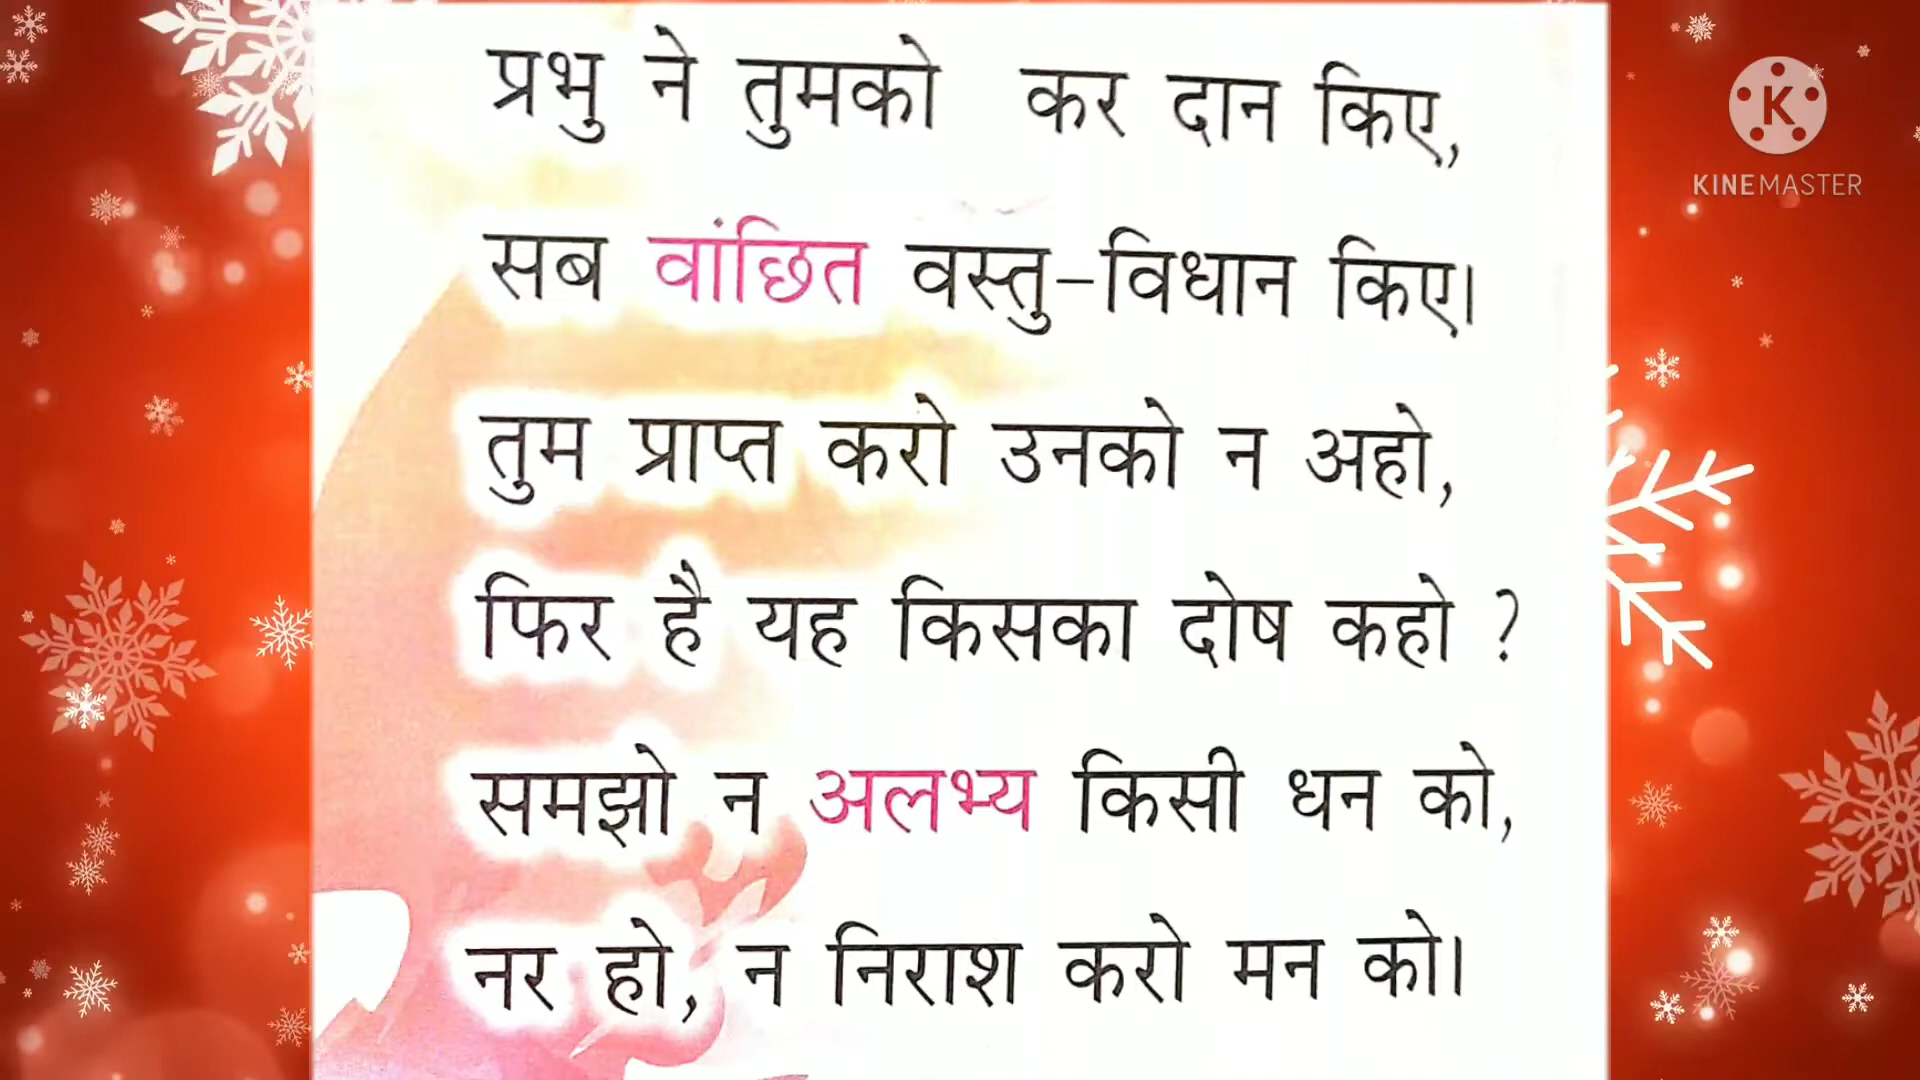 प्रभु ने तुमको कर दान किए,
सब वांछित वस्तु-विधान किए।
तुम प्राप्त करो उनको न अहो,
फिर है यह किसका दोष कहो ?
समझो न अलभ्य किसी धन को,
नर हो, न निराश करो मन को।
KINEMASTER